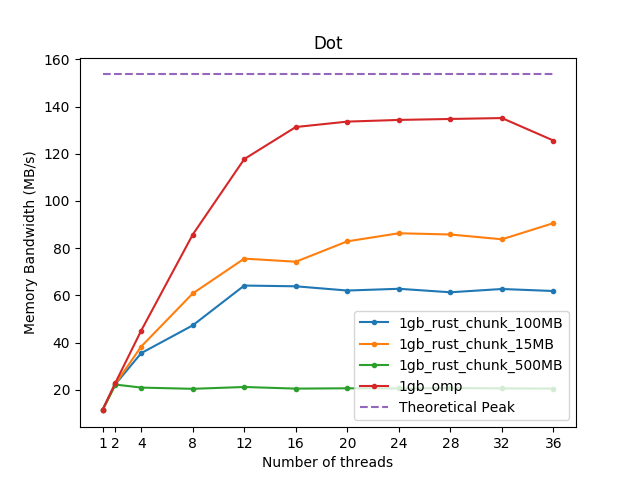 Dot
Memory Bandwidth (MB/s)
160
140
120
100
80
60
40
20
1gb_rust_chunk_100MB
1gb_rust_chunk_15MB
1gb_rust_chunk_500MB
1gb_omp
Theoretical Peak
1 2 4 8 12 16 20 24 28 32 36
Number of threads